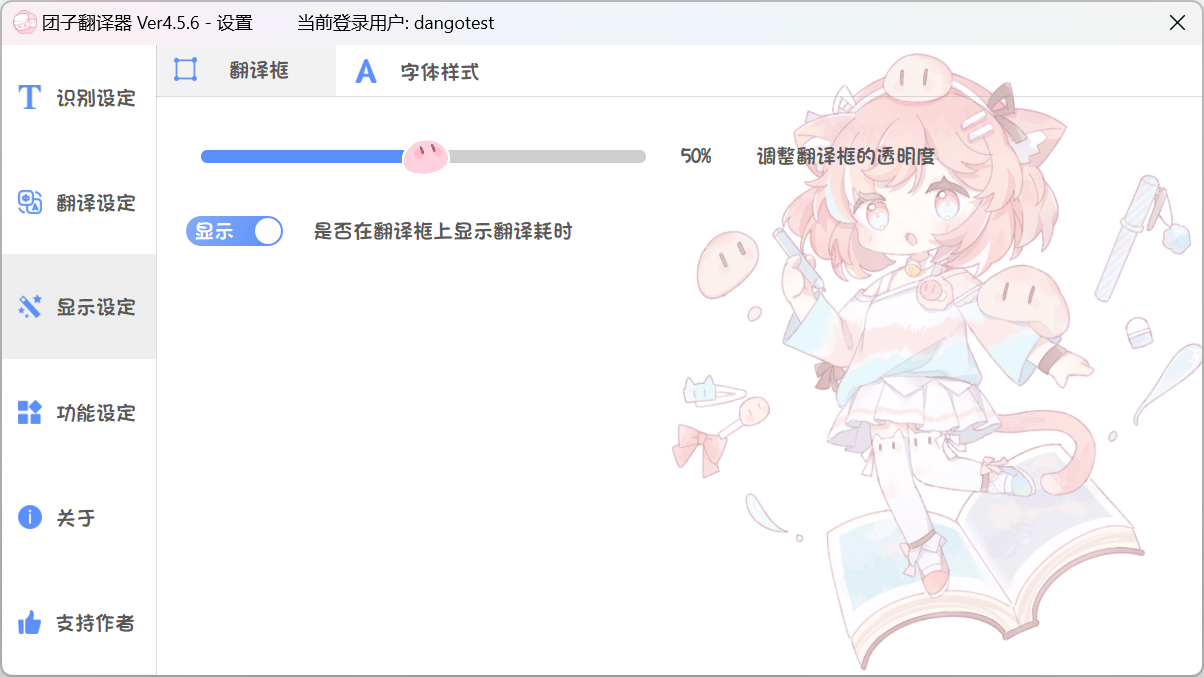 团子翻译器 Ver4.5.6 - 设置 当前登录用户: dangotest
识别设定
翻译设定
显示设定
功能设定
关于
支持作者
翻译框 字体样式
50% 调整翻译框的透明度
显示 是否在翻译框上显示翻译耗时